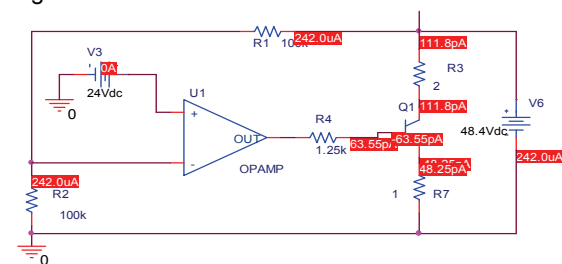 R1 100k
242.0uA
111.8pA
V3
0A
24Vdc
0
U1
+
-
OUT
OPAMP
R4
1.25k
R3
2
Q1
111.8pA
63.55pA
-63.55pA
48.25pA
48.25pA
1
R7
V6
48.4Vdc
242.0uA
242.0uA
R2
100k
0